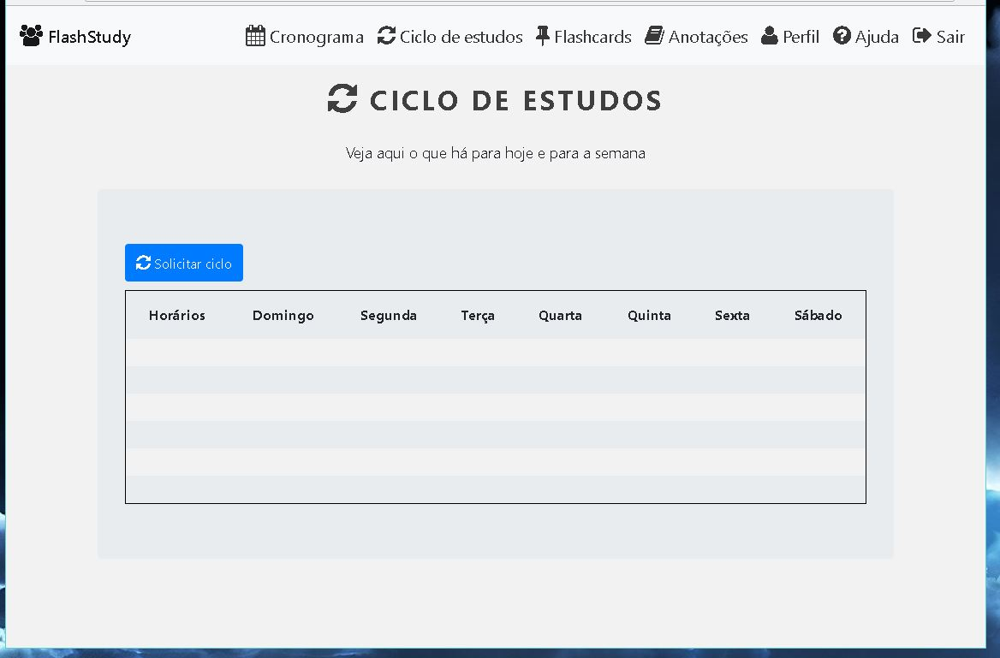 FlashStudy Cronograma Ciclo de estudos Flashcards Anotações Perfil Ajuda Sair
CICLO DE ESTUDOS
Veja aqui o que há para hoje e para a semana
Solicitar ciclo
Horários Domingo Segunda Terça Quarta Quinta Sexta Sábado